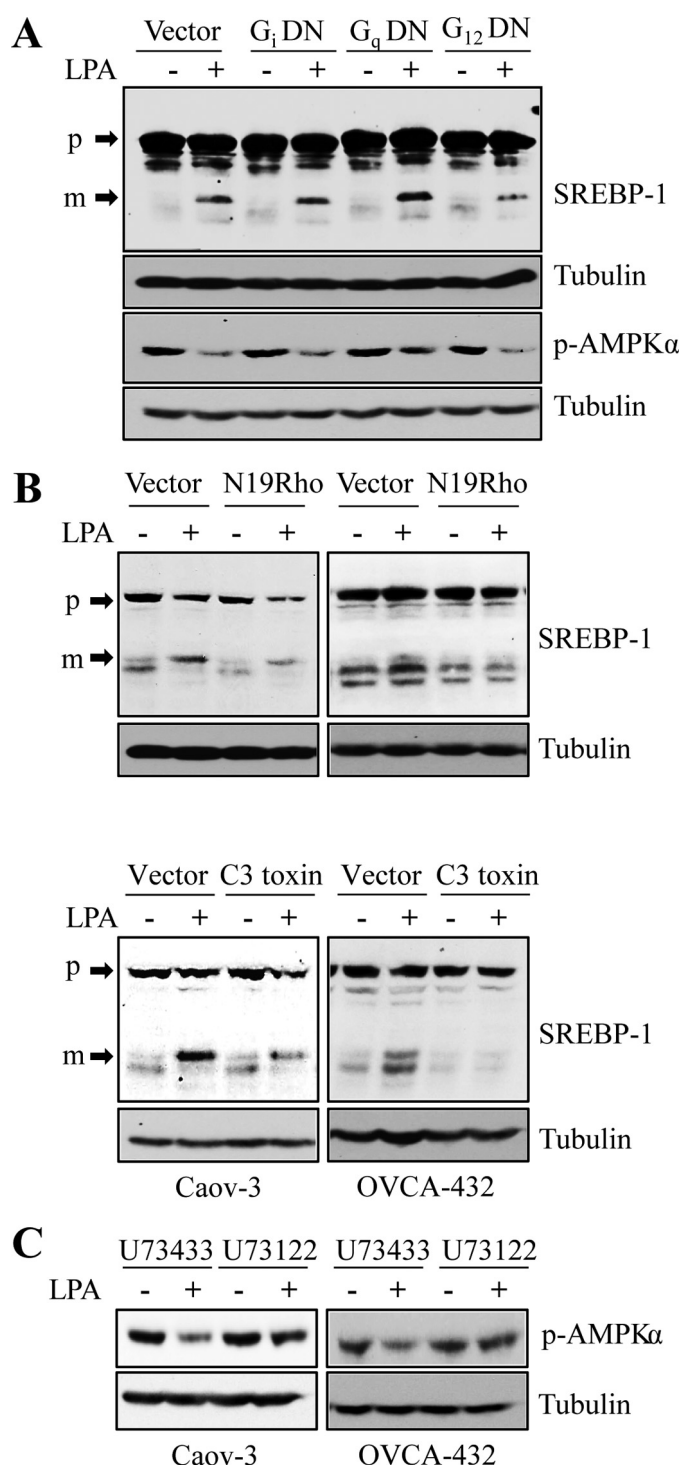 A
Vector Gi DN Gq DN G12 DN
LPA - + - + - + - +
p
m
SREBP-1
Tubulin
p-AMPKα
Tubulin
B
Vector N19Rho Vector N19Rho
LPA - + - + - + - +
p
m
SREBP-1
Tubulin
Vector C3 toxin Vector C3 toxin
LPA - + - + - + - +
p
m
SREBP-1
Tubulin
Caov-3 OVCA-432
C
U73433 U73122 U73433 U73122
LPA - + - + - + - +
p-AMPKα
Tubulin
Caov-3 OVCA-432